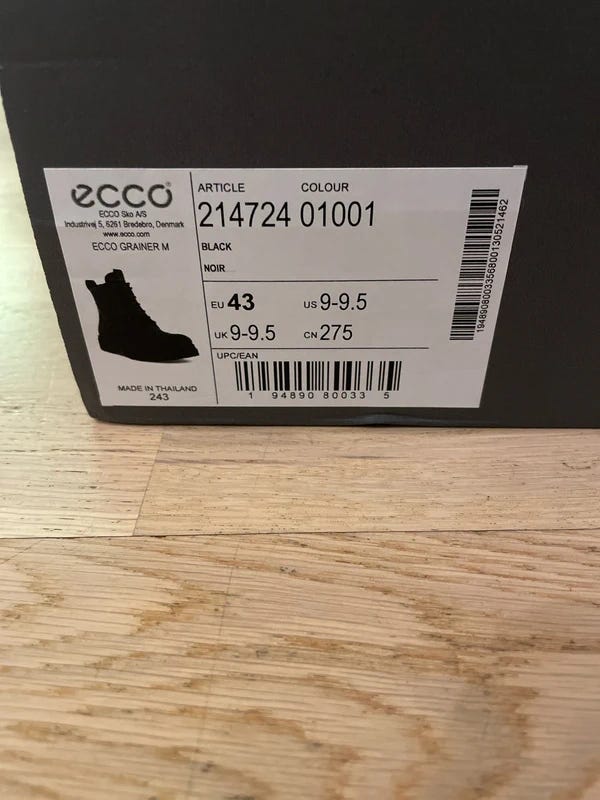 ecco
ECCO Sko A/S
Industrivej 5, 6261 Bredebro, Denmark
www.ecco.com
ECCO GRAINER M
MADE IN THAILAND
243
ARTICLE COLOUR
214724 01001
BLACK
NOIR
EU 43 US 9-9.5
UK 9-9.5 CN 275
UPC/EAN
1 94890 80033 5
1948908003356800130521462